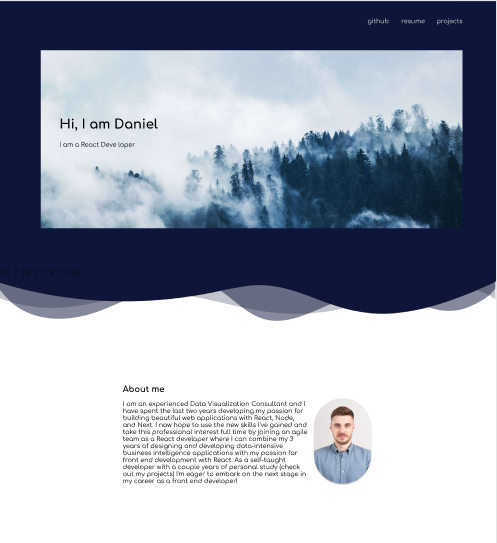 github resume projects
Hi, I am Daniel
I am a React Deve loper
#1 1 1920 X 1080
About me
I am an experienced Data Visualization Consultant and I
have spent the last two years developing my passion for
building beautiful web applications with React, Node,
and Next. I now hope to use the new skills I've gained and
take this professional interest full time by joining an agile
team as a React developer where I can combine my 3
years of designing and developing data-intensive
business intelligence applications with my passion for
front end development with React. As a self-taught
developer with a couple years of personal study (check
out my projects) I'm eager to embark on the next stage in
my career as a front end developer!